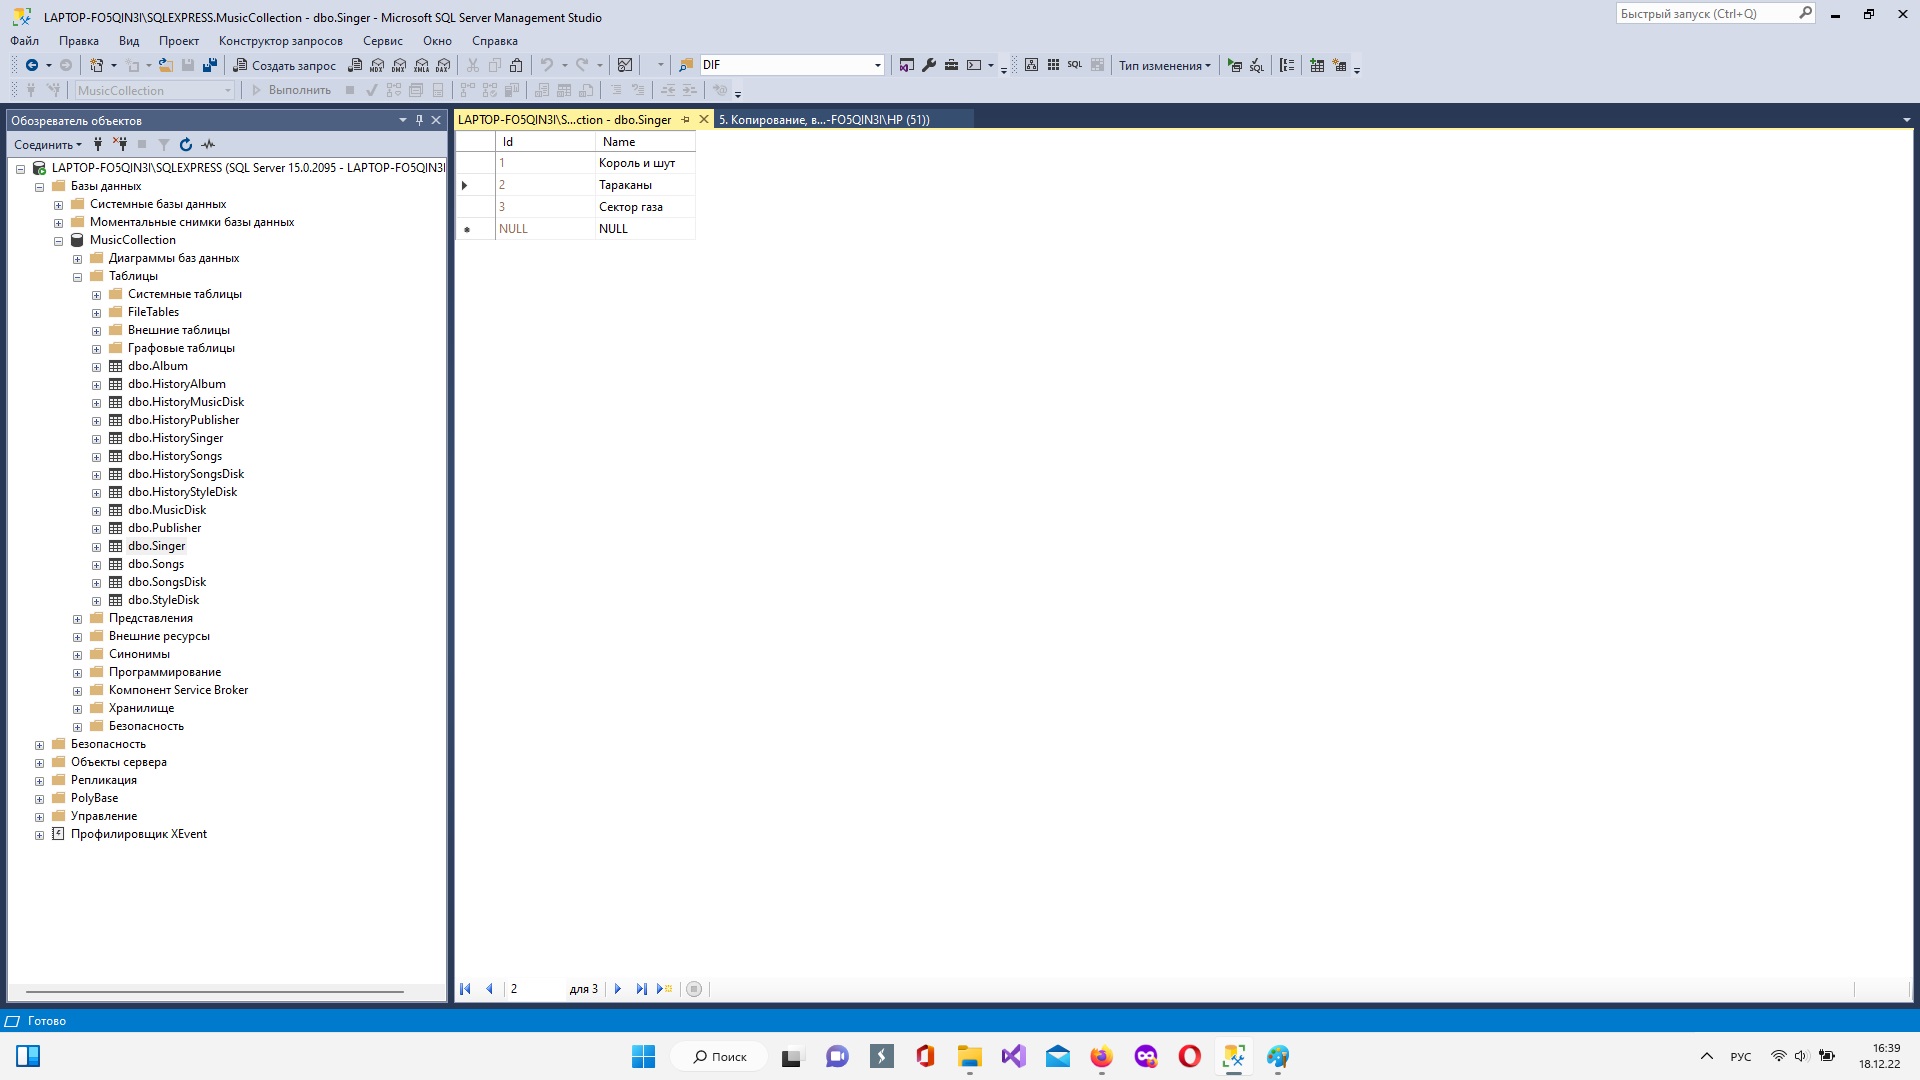 LAPTOP-FO5QIN3I\SQLEXPRESS.MusicCollection - dbo.Singer - Microsoft SQL Server Management Studio
Быстрый запуск (Ctrl+Q)
Файл Правка Вид Проект Конструктор запросов Сервис Окно Справка
Создать запрос MDX DMX XMLA DAX DIF SQL Тип изменения SQL
MusicCollection Выполнить
Обозреватель объектов
LAPTOP-FO5QIN3I\S...ction - dbo.Singer
5. Копирование, в...-FO5QIN3I\HP (51))
Соединить
LAPTOP-FO5QIN3I\SQLEXPRESS (SQL Server 15.0.2095 - LAPTOP-FO5QIN3I
Базы данных
Системные базы данных
Моментальные снимки базы данных
MusicCollection
Диаграммы баз данных
Таблицы
Системные таблицы
FileTables
Внешние таблицы
Графовые таблицы
dbo.Album
dbo.HistoryAlbum
dbo.HistoryMusicDisk
dbo.HistoryPublisher
dbo.HistorySinger
dbo.HistorySongs
dbo.HistorySongsDisk
dbo.HistoryStyleDisk
dbo.MusicDisk
dbo.Publisher
dbo.Singer
dbo.Songs
dbo.SongsDisk
dbo.StyleDisk
Представления
Внешние ресурсы
Синонимы
Программирование
Компонент Service Broker
Хранилище
Безопасность
Безопасность
Объекты сервера
Репликация
PolyBase
Управление
Профилировщик XEvent
Id Name
1 Король и шут
2 Тараканы
3 Сектор газа
NULL NULL
2 для 3
Готово
Поиск
РУС
16:39
18.12.22